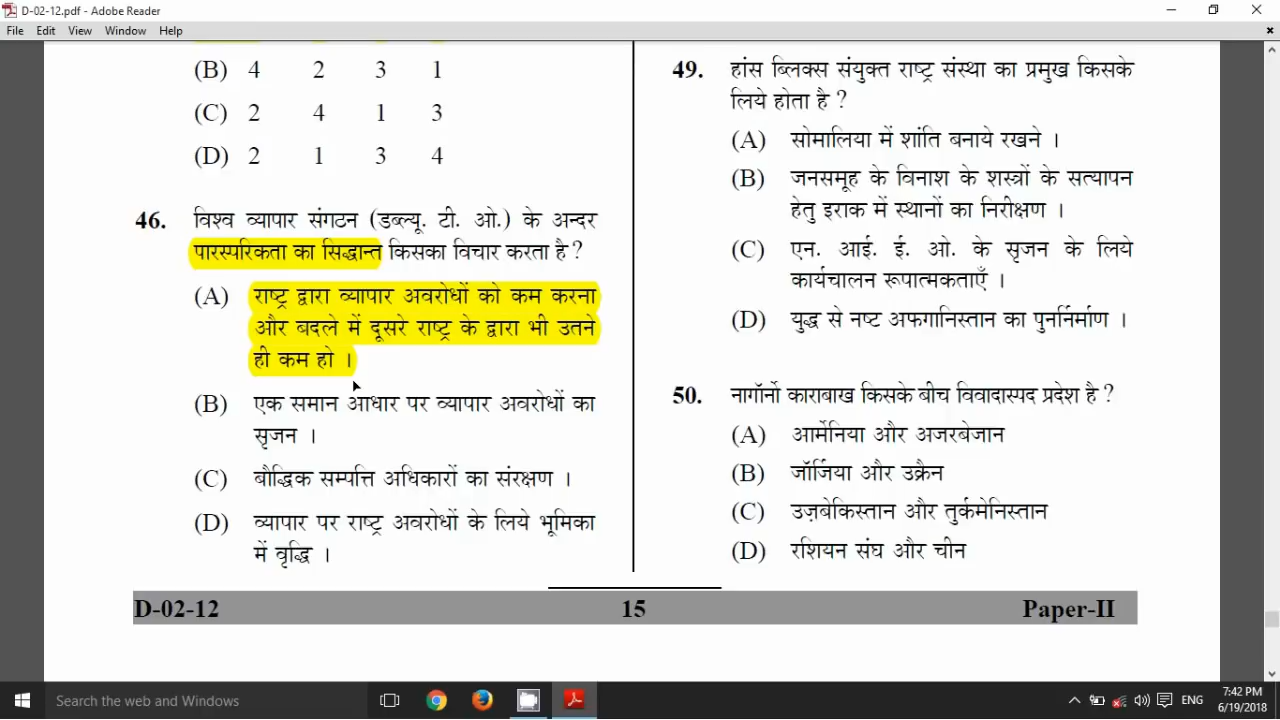 D-02-12.pdf - Adobe Reader
File Edit View Window Help
(B) 4 2 3 1
(C) 2 4 1 3
(D) 2 1 3 4
46. विश्व व्यापार संगठन (डब्ल्यू. टी. ओ.) के अन्दर
पारस्परिकता का सिद्धान्त किसका विचार करता है ?
(A) राष्ट्र द्वारा व्यापार अवरोधों को कम करना
और बदले में दूसरे राष्ट्र के द्वारा भी उतने
ही कम हो ।
(B) एक समान आधार पर व्यापार अवरोधों का
सृजन ।
(C) बौद्धिक सम्पत्ति अधिकारों का संरक्षण ।
(D) व्यापार पर राष्ट्र अवरोधों के लिये भूमिका
में वृद्धि ।
49. हांस ब्लिक्स संयुक्त राष्ट्र संस्था का प्रमुख किसके
लिये होता है ?
(A) सोमालिया में शांति बनाये रखने ।
(B) जनसमूह के विनाश के शस्त्रों के सत्यापन
हेतु इराक में स्थानों का निरीक्षण ।
(C) एन. आई. ई. ओ. के सृजन के लिये
कार्यचालन रूपात्मकताएँ ।
(D) युद्ध से नष्ट अफगानिस्तान का पुनर्निर्माण ।
50. नागॉर्नो काराबाख किसके बीच विवादास्पद प्रदेश है ?
(A) आर्मेनिया और अजरबेजान
(B) जॉर्जिया और उक्रैन
(C) उज़बेकिस्तान और तुर्कमेनिस्तान
(D) रशियन संघ और चीन
D-02-12 15 Paper-II
Search the web and Windows
ENG
7:42 PM
6/19/2018